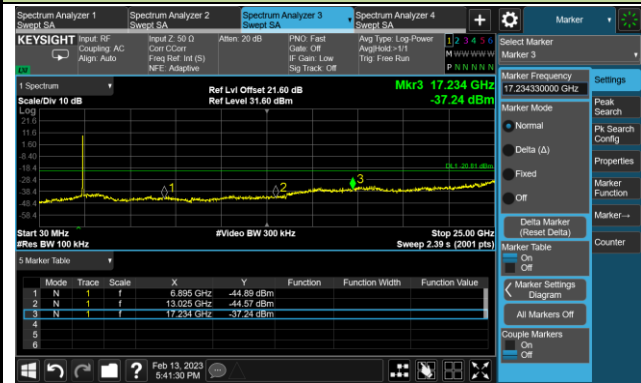 Spectrum Analyzer 1
Swept SA
Spectrum Analyzer 2
Swept SA
Spectrum Analyzer 3
Swept SA
Spectrum Analyzer 4
Swept SA
Marker
KEYSIGHT
Input: RF
Coupling: AC
Align: Auto
Input Z: 50 Ω
Corr CCorr
Freq Ref: Int (S)
NFE: Adaptive
Atten: 20 dB
PNO: Fast
Gate: Off
IF Gain: Low
Sig Track: Off
Avg Type: Log-Power
Avg|Hold:>1/1
Trig: Free Run
1 2 3 4 5 6
M W W W W W
P N N N N N
Select Marker
Marker 3
1 Spectrum
Scale/Div 10 dB
Ref Lvl Offset 21.60 dB
Ref Level 31.60 dBm
Mkr3 17.234 GHz
-37.24 dBm
Log
21.6
11.6
1.60
-8.40
-18.4
-28.4
-38.4
-48.4
-58.4
DL1 -20.81 dBm
1
2
3
Start 30 MHz
#Res BW 100 kHz
#Video BW 300 kHz
Stop 25.00 GHz
Sweep 2.39 s (2001 pts)
5 Marker Table
Mode Trace Scale X Y Function Function Width Function Value
1 N 1 f 6.895 GHz -44.89 dBm
2 N 1 f 13.025 GHz -44.57 dBm
3 N 1 f 17.234 GHz -37.24 dBm
4
5
6
Marker Frequency
17.234330000 GHz
Marker Mode
Normal
Delta (Δ)
Fixed
Off
Delta Marker
(Reset Delta)
Marker Table
On
Off
Marker Settings
Diagram
All Markers Off
Couple Markers
On
Off
Settings
Peak
Search
Pk Search
Config
Properties
Marker
Function
Marker→
Counter
Feb 13, 2023
5:41:30 PM